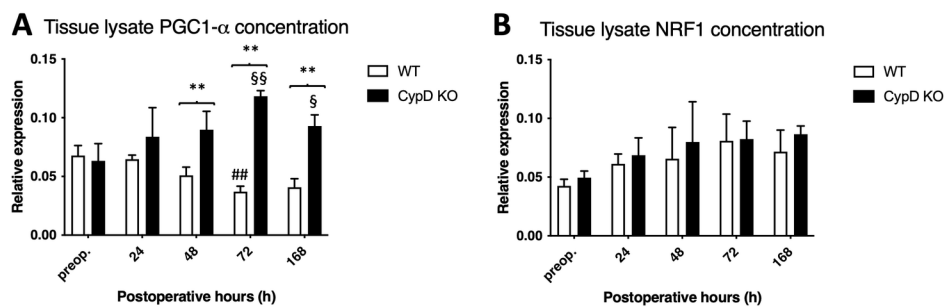 A Tissue lysate PGC1-α concentration
Relative expression
0.15
0.10
0.05
0.00
** ** **
§§
§
##
WT
CypD KO
preop. 24 48 72 168
Postoperative hours (h)
B Tissue lysate NRF1 concentration
Relative expression
0.15
0.10
0.05
0.00
WT
CypD KO
preop. 24 48 72 168
Postoperative hours (h)